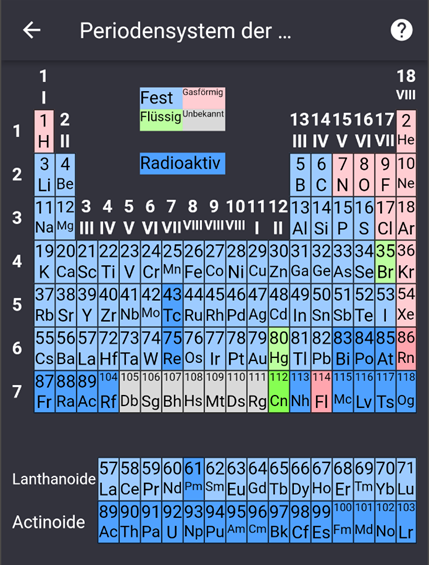 Periodensystem der ...
?
1 18
I VIII
Fest Gasförmig
Flüssig Unbekannt
Radioaktiv
1 1 2 13 14 15 16 17 2
H II III IV V VI VII He
2 3 4 5 6 7 8 9 10
Li Be B C N O F Ne
3 11 12 3 4 5 6 7 8 9 10 11 12 13 14 15 16 17 18
Na Mg III IV V VI VII VIII VIII VIII I II Al Si P S Cl Ar
4 19 20 21 22 23 24 25 26 27 28 29 30 31 32 33 34 35 36
K Ca Sc Ti V Cr Mn Fe Co Ni Cu Zn Ga Ge As Se Br Kr
5 37 38 39 40 41 42 43 44 45 46 47 48 49 50 51 52 53 54
Rb Sr Y Zr Nb Mo Tc Ru Rh Pd Ag Cd In Sn Sb Te I Xe
6 55 56 57 72 73 74 75 76 77 78 79 80 81 82 83 84 85 86
Cs Ba La Hf Ta W Re Os Ir Pt Au Hg Tl Pb Bi Po At Rn
7 87 88 89 104 105 106 107 108 109 110 111 112 113 114 115 116 117 118
Fr Ra Ac Rf Db Sg Bh Hs Mt Ds Rg Cn Nh Fl Mc Lv Ts Og
Lanthanoide 57 58 59 60 61 62 63 64 65 66 67 68 69 70 71
La Ce Pr Nd Pm Sm Eu Gd Tb Dy Ho Er Tm Yb Lu
Actinoide 89 90 91 92 93 94 95 96 97 98 99 100 101 102 103
Ac Th Pa U Np Pu Am Cm Bk Cf Es Fm Md No Lr